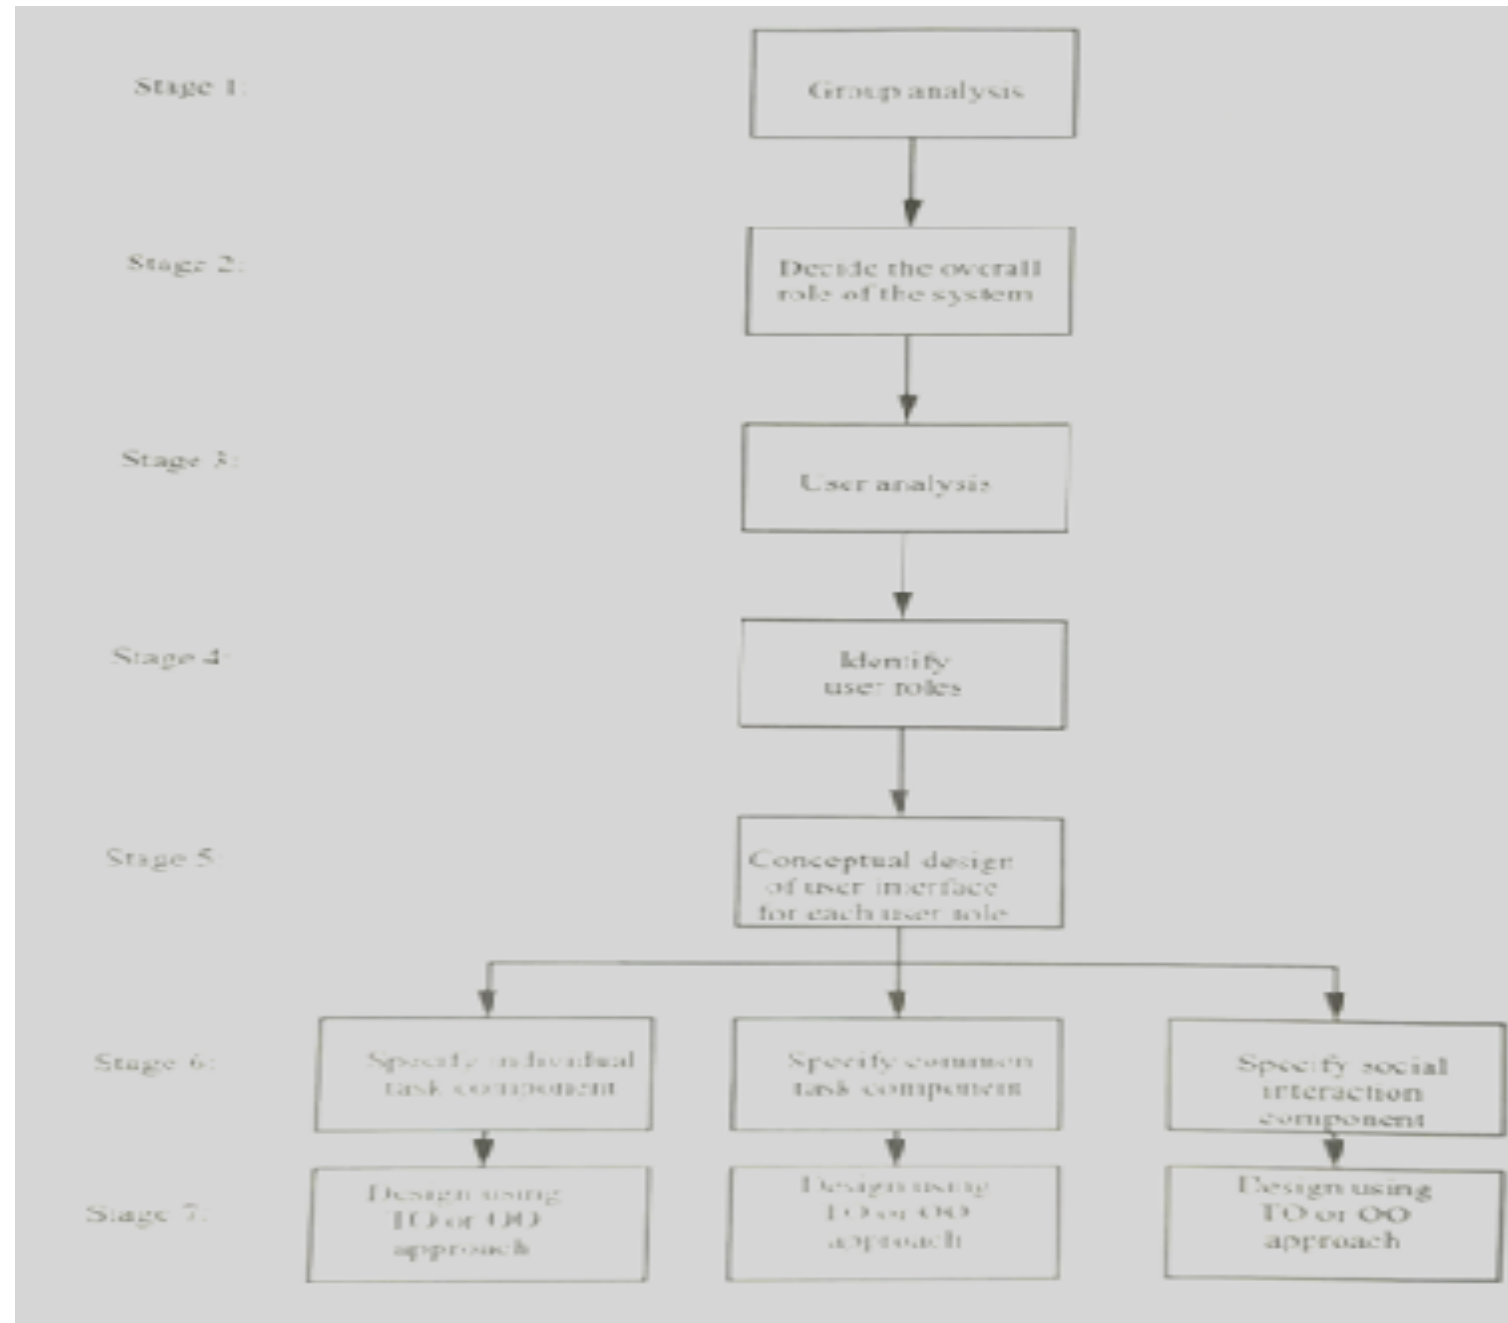 Stage 1:
Group analysis
Stage 2:
Decide the overall
role of the system
Stage 3:
User analysis
Stage 4:
Identify
user roles
Stage 5
Conceptual design
of user interface
for each user role
Stage 6:
Specify individual
task component
Specify common
task component
Specify social
interaction
component
Stage 7:
Design using
TO or OO
approach
Design using
TO or OO
approach
Design using
TO or OO
approach